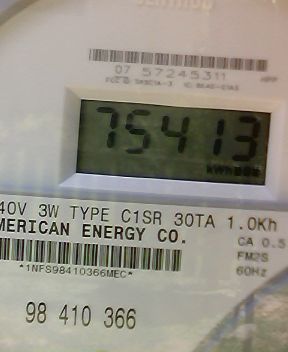 07 57245311
75413
kWh
40V 3W TYPE C1SR 30TA 1.0Kh
MERICAN ENERGY CO.
CA 0.5
FM2S
*1NFS98410366MEC*
60Hz
98 410 366